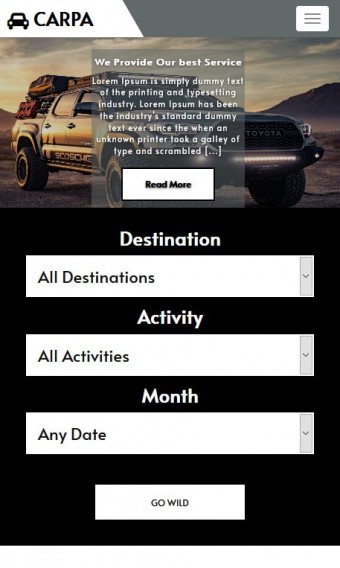 CARPA
We Provide Our best Service
Lorem Ipsum is simply dummy text
of the printing and typesetting
industry. Lorem Ipsum has been
the industry's standard dummy
text ever since the when an
unknown printer took a galley of
type and scrambled [...]
TOYOTA
SCOSCHE
Read More
Destination
All Destinations
Activity
All Activities
Month
Any Date
GO WILD